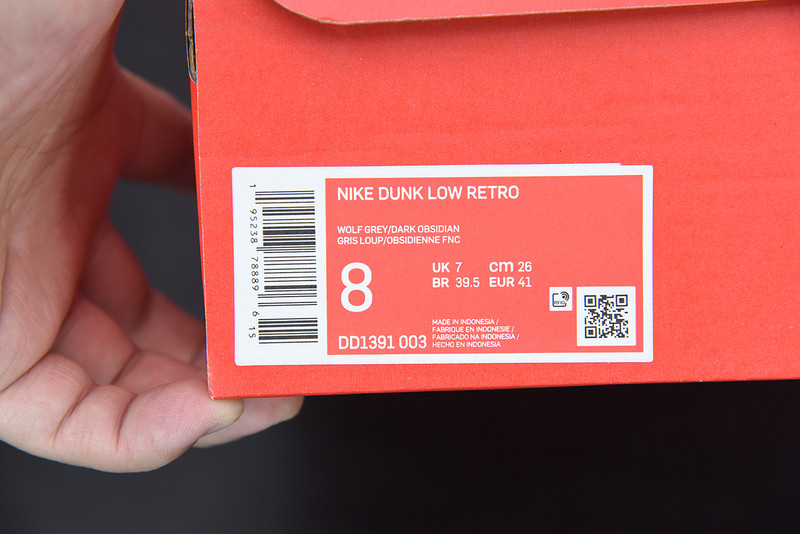 NIKE DUNK LOW RETRO
WOLF GREY/DARK OBSIDIAN
GRIS LOUP/OBSIDIENNE FNC
8
UK 7 cm 26
BR 39.5 EUR 41
DD1391 003
MADE IN INDONESIA /
FABRIQUE EN INDONESIE /
FABRICADO NA INDONESIA /
HECHO EN INDONESIA
1 95238 78889 6 15